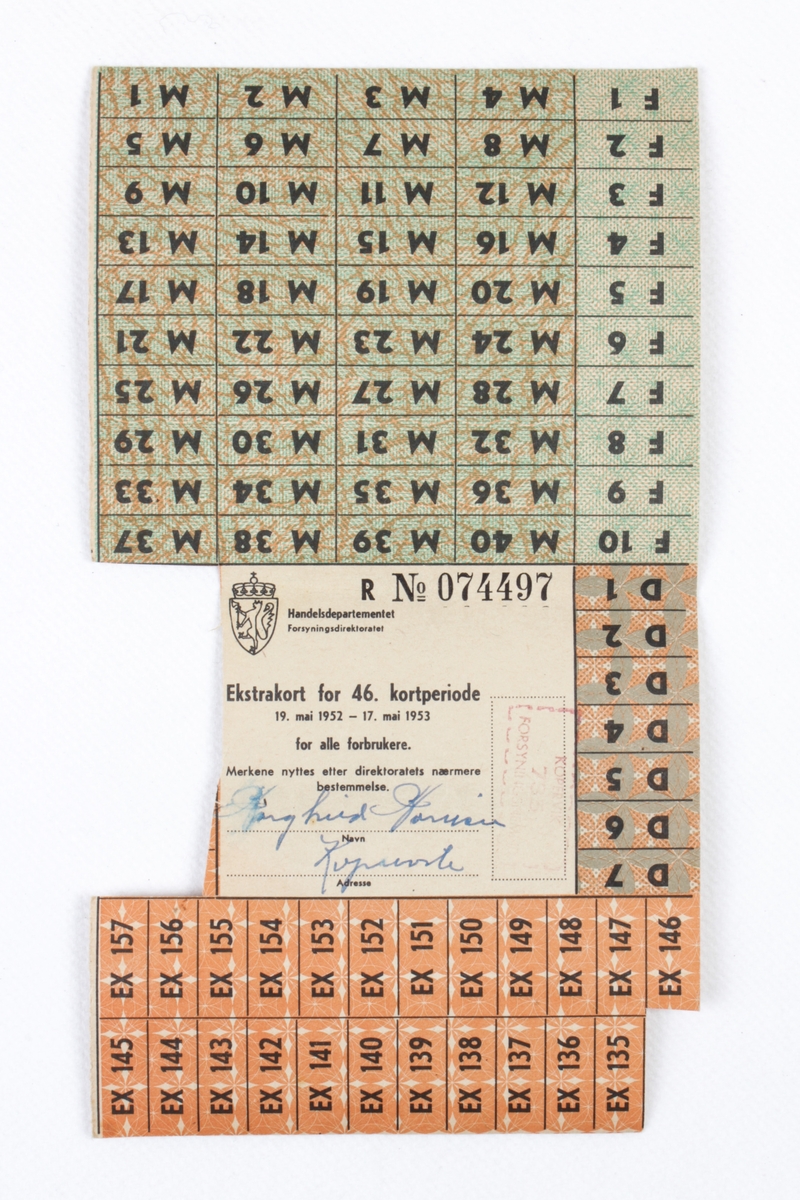 M 1 M 2 M 3 M 4 F 1
M 5 M 6 M 7 M 8 F 2
M 9 M 10 M 11 M 12 F 3
M 13 M 14 M 15 M 16 F 4
M 17 M 18 M 19 M 20 F 5
M 21 M 22 M 23 M 24 F 6
M 25 M 26 M 27 M 28 F 7
M 29 M 30 M 31 M 32 F 8
M 33 M 34 M 35 M 36 F 9
M 37 M 38 M 39 M 40 F 10
R № 074497
Handelsdepartementet
Forsyningsdirektoratet
Ekstrakort for 46. kortperiode
19. mai 1952 – 17. mai 1953
for alle forbrukere.
Merkene nyttes etter direktoratets nærmere
bestemmelse.
Navn
Adresse
D 1
D 2
D 3
D 4
D 5
D 6
D 7
EX 157 EX 156 EX 155 EX 154 EX 153 EX 152 EX 151 EX 150 EX 149 EX 148 EX 147 EX 146
EX 145 EX 144 EX 143 EX 142 EX 141 EX 140 EX 139 EX 138 EX 137 EX 136 EX 135